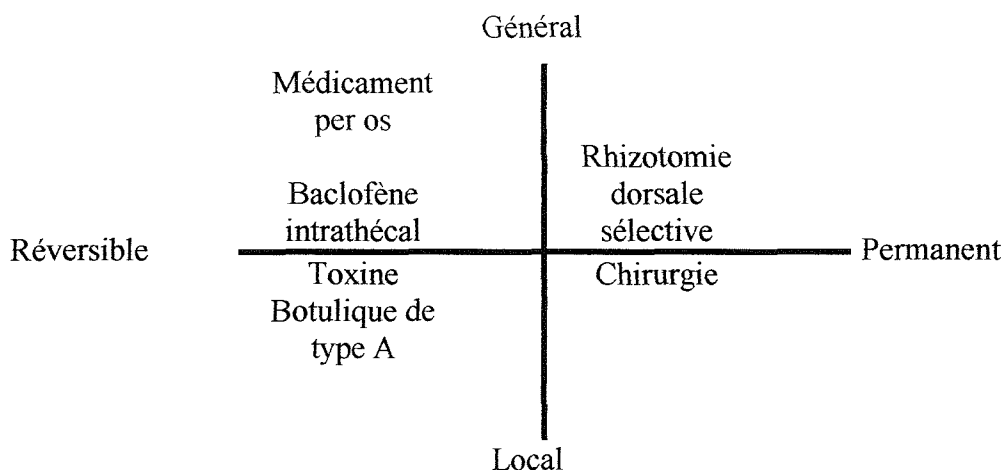 Général
Médicament
per os
Rhizotomie
Baclofène
dorsale
intrathécal
sélective
Réversible
Permanent
Toxine
Chirurgie
Botulique de
type A
Local